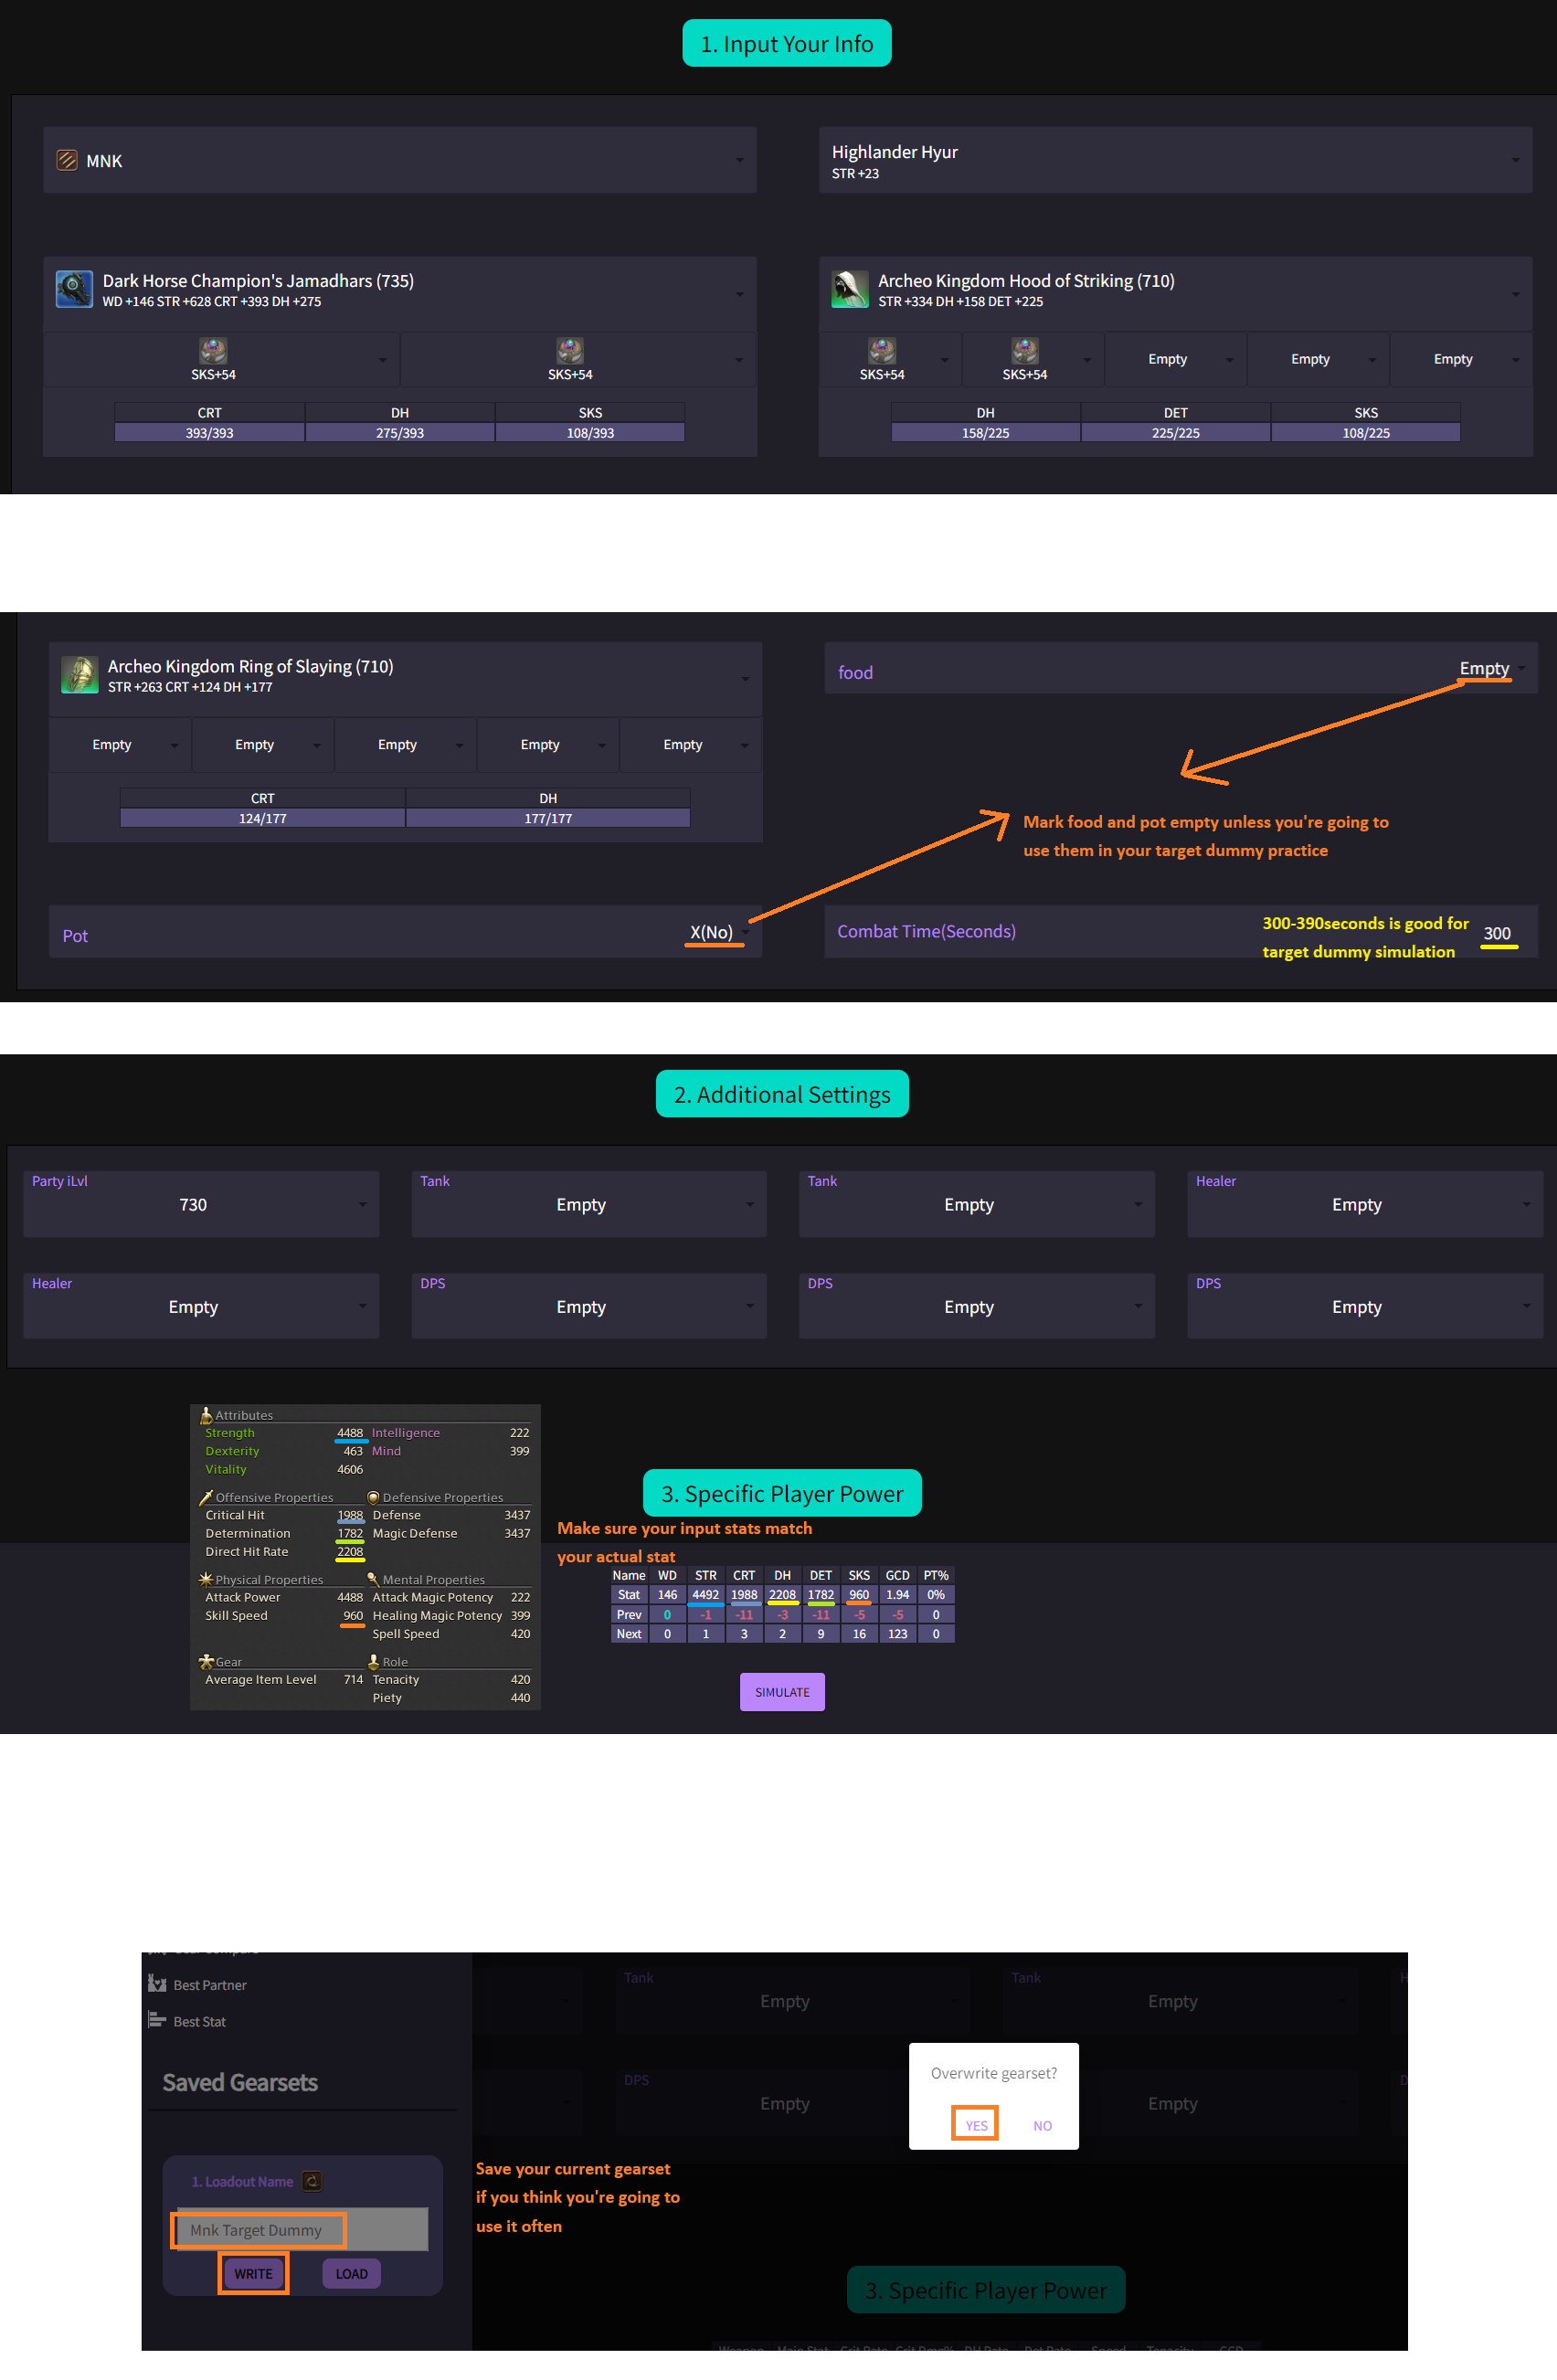 1. Input Your Info
MNK
Highlander Hyur
STR +23
Dark Horse Champion's Jamadhars (735)
WD +146 STR +628 CRT +393 DH +275
SKS+54 SKS+54
CRT DH SKS
393/393 275/393 108/393
Archeo Kingdom Hood of Striking (710)
STR +334 DH +158 DET +225
SKS+54 SKS+54 Empty Empty Empty
DH DET SKS
158/225 225/225 108/225
Archeo Kingdom Ring of Slaying (710)
STR +263 CRT +124 DH +177
Empty Empty Empty Empty Empty
CRT DH
124/177 177/177
food Empty
Mark food and pot empty unless you're going to
use them in your target dummy practice
Pot X(No)
Combat Time(Seconds) 300
300-390seconds is good for
target dummy simulation
2. Additional Settings
Party iLvl Tank Tank Healer
730 Empty Empty Empty
Healer DPS DPS DPS
Empty Empty Empty Empty
Attributes
Strength 4488 Intelligence 222
Dexterity 463 Mind 399
Vitality 4606
Offensive Properties Defensive Properties
Critical Hit 1988 Defense 3437
Determination 1782 Magic Defense 3437
Direct Hit Rate 2208
Physical Properties Mental Properties
Attack Power 4488 Attack Magic Potency 222
Skill Speed 960 Healing Magic Potency 399
Spell Speed 420
Gear Role
Average Item Level 714 Tenacity 420
Piety 440
3. Specific Player Power
Make sure your input stats match
your actual stat
Name WD STR CRT DH DET SKS GCD PT%
Stat 146 4492 1988 2208 1782 960 1.94 0%
Prev 0 -1 -11 -3 -11 -5 -5 0
Next 0 1 3 2 9 16 123 0
SIMULATE
Best Partner
Best Stat
Saved Gearsets
1. Loadout Name
Mnk Target Dummy
WRITE LOAD
Tank Tank H
Empty Empty
DPS D
Empty Empty
Overwrite gearset?
YES NO
Save your current gearset
if you think you're going to
use it often
3. Specific Player Power
Weapon Main Stat Crit Rate Crit Dmg% DH Rate Det Rate Speed Tenacity GCD